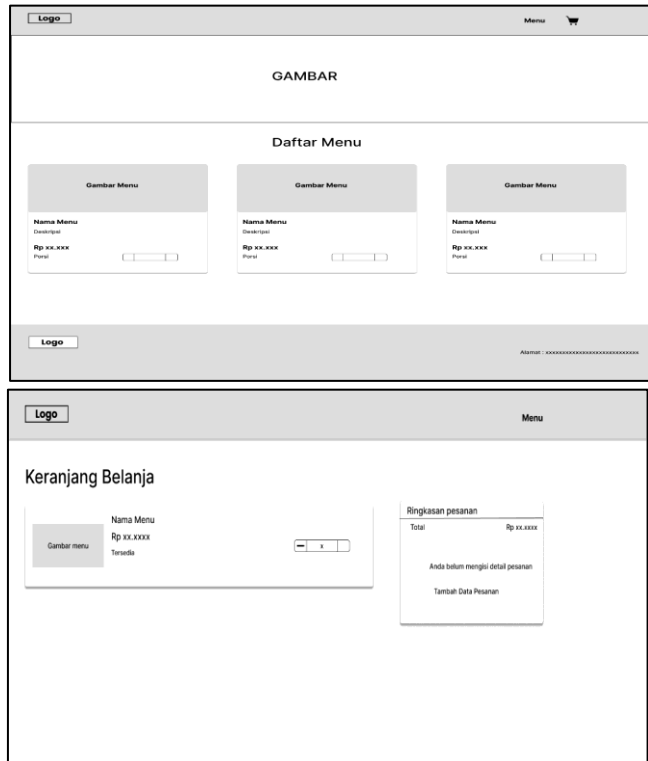 Logo Menu
GAMBAR
Daftar Menu
Gambar Menu Gambar Menu Gambar Menu
Nama Menu Nama Menu Nama Menu
Deskripsi Deskripsi Deskripsi
Rp xx.xxx Rp xx.xxx Rp xx.xxx
Porsi Porsi Porsi
Logo
Alamat : xxxxxxxxxxxxxxxxxxxxxxxxxxxx
Logo Menu
Keranjang Belanja
Gambar menu
Nama Menu
Rp xx.xxxx
Tersedia
x
Ringkasan pesanan
Total Rp xx.xxxx
Anda belum mengisi detail pesanan
Tambah Data Pesanan